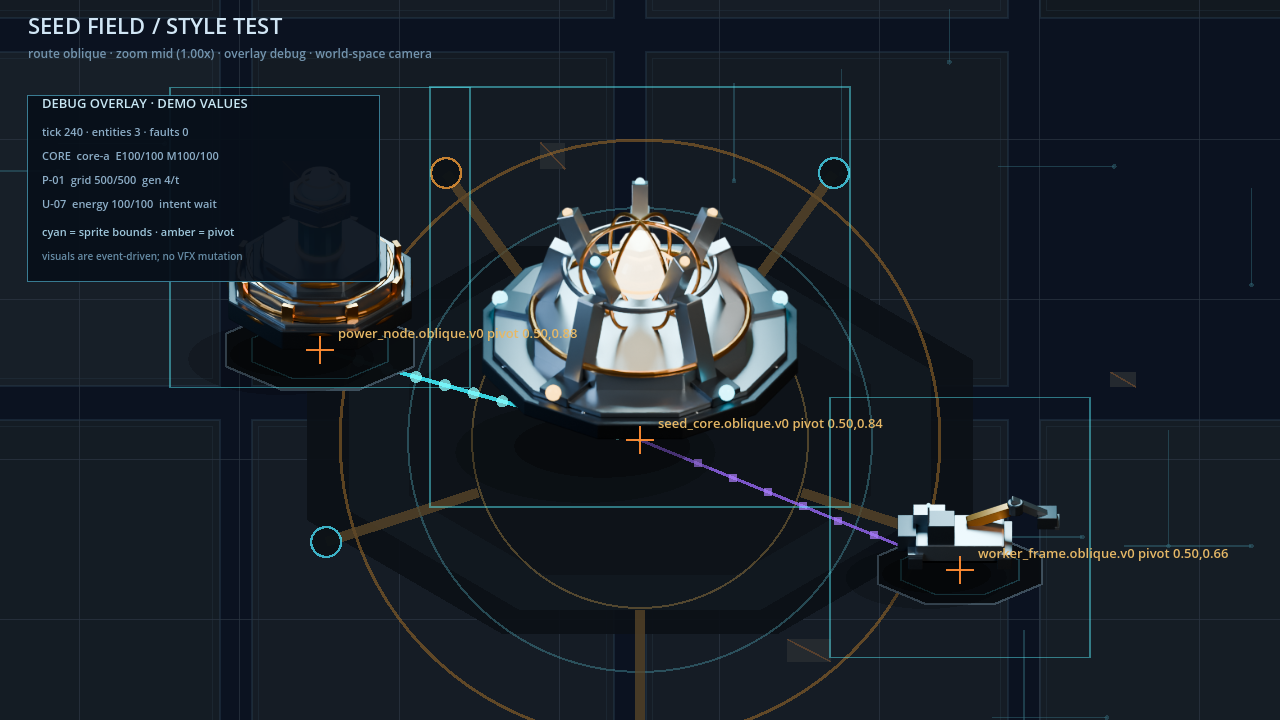 SEED FIELD / STYLE TEST
route oblique · zoom mid (1.00x) · overlay debug · world-space camera
DEBUG OVERLAY · DEMO VALUES
tick 240 · entities 3 · faults 0
CORE core-a E100/100 M100/100
P-01 grid 500/500 gen 4/t
U-07 energy 100/100 intent wait
cyan = sprite bounds · amber = pivot
visuals are event-driven; no VFX mutation
power_node.oblique.v0 pivot 0.50,0.88
seed_core.oblique.v0 pivot 0.50,0.84
worker_frame.oblique.v0 pivot 0.50,0.66